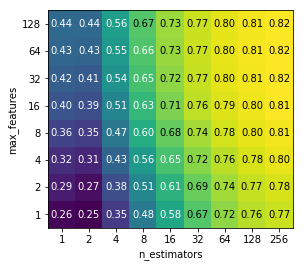 128 0.44 0.44 0.56 0.67 0.73 0.77 0.80 0.81 0.82
64 0.43 0.43 0.55 0.66 0.73 0.77 0.80 0.81 0.82
32 0.42 0.41 0.54 0.65 0.72 0.77 0.80 0.81 0.82
16 0.40 0.39 0.51 0.63 0.71 0.76 0.79 0.80 0.81
8 0.36 0.35 0.47 0.60 0.68 0.74 0.78 0.80 0.81
4 0.32 0.31 0.43 0.56 0.65 0.72 0.76 0.78 0.80
2 0.29 0.27 0.38 0.51 0.61 0.69 0.74 0.77 0.78
1 0.26 0.25 0.35 0.48 0.58 0.67 0.72 0.76 0.77
1 2 4 8 16 32 64 128 256
n_estimators
max_features